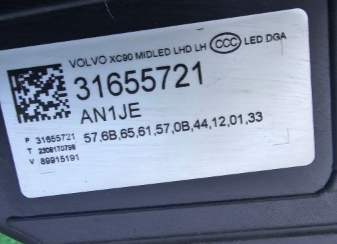 VOLVO XC90 MIDLED LHD LH CCC LED DGA
31655721
AN1JE
P 31655721 57,6B,65,61,57,0B,44,12,01,33
T 2308170798
V 89915191